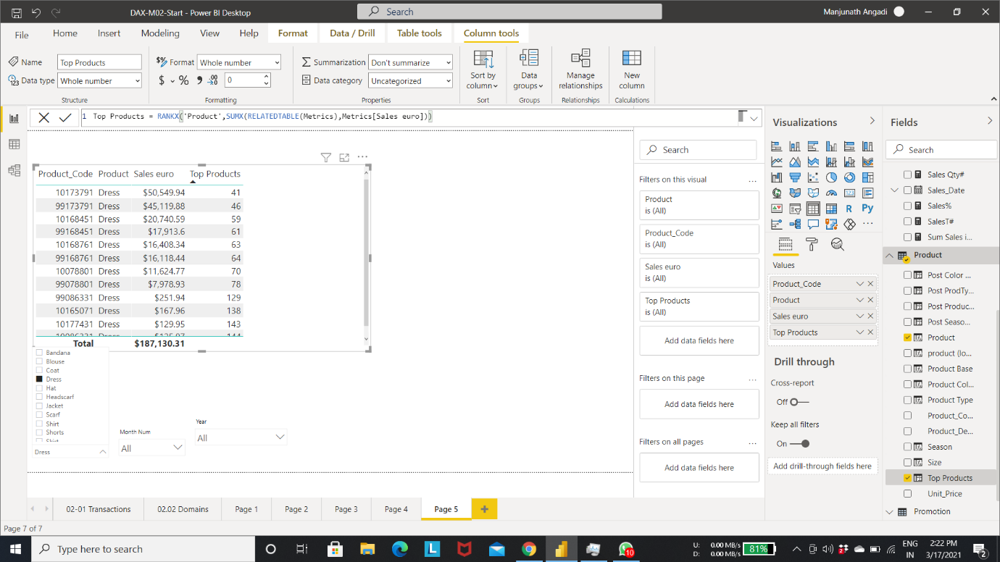 DAX-M02-Start - Power BI Desktop
Search
Manjunath Angadi
File Home Insert Modeling View Help Format Data / Drill Table tools Column tools
Name Top Products
Data type Whole number
Structure
Format Whole number
$ % 0
Formatting
Summarization Don't summarize
Data category Uncategorized
Properties
Sort by
column
Sort
Data
groups
Groups
Manage
relationships
Relationships
New
column
Calculations
1 Top Products = RANKX('Product',SUMX(RELATEDTABLE(Metrics),Metrics[Sales euro]))
Product_Code Product Sales euro Top Products
10173791 Dress $50,549.94 41
99173791 Dress $45,119.88 46
10168451 Dress $20,740.59 59
99168451 Dress $17,913.6 61
10168761 Dress $16,408.34 63
99168761 Dress $16,118.44 64
10078801 Dress $11,624.77 70
99078801 Dress $7,978.93 78
99086331 Dress $251.94 129
10165071 Dress $167.96 138
10177431 Dress $129.95 143
Total $187,130.31
Bandana
Blouse
Coat
Dress
Hat
Headscarf
Jacket
Scarf
Shirt
Shorts
Dress
Month Num
All
Year
All
Search
Filters on this visual ...
Product
is (All)
Product_Code
is (All)
Sales euro
is (All)
Top Products
is (All)
Add data fields here
Filters on this page ...
Add data fields here
Filters on all pages ...
Add data fields here
Visualizations
R Py
...
Values
Product_Code
Product
Sales euro
Top Products
Drill through
Cross-report
Off
Keep all filters
On
Add drill-through fields here
Fields
Search
Sales Qty#
Sales_Date
Sales%
SalesT#
Sum Sales i...
Product
Post Color ...
Post ProdTy...
Post Produc...
Post Seaso...
Product
product (lo...
Product Base
Product Col...
Product Type
Product_Co...
Product_De...
Season
Size
Top Products
Unit_Price
Promotion
02-01 Transactions 02.02 Domains Page 1 Page 2 Page 3 Page 4 Page 5 +
Page 7 of 7
Type here to search
L
10
U: 0.00 MB/s
D: 0.00 MB/s
81%
2
ENG
IN
2:22 PM
3/17/2021
2